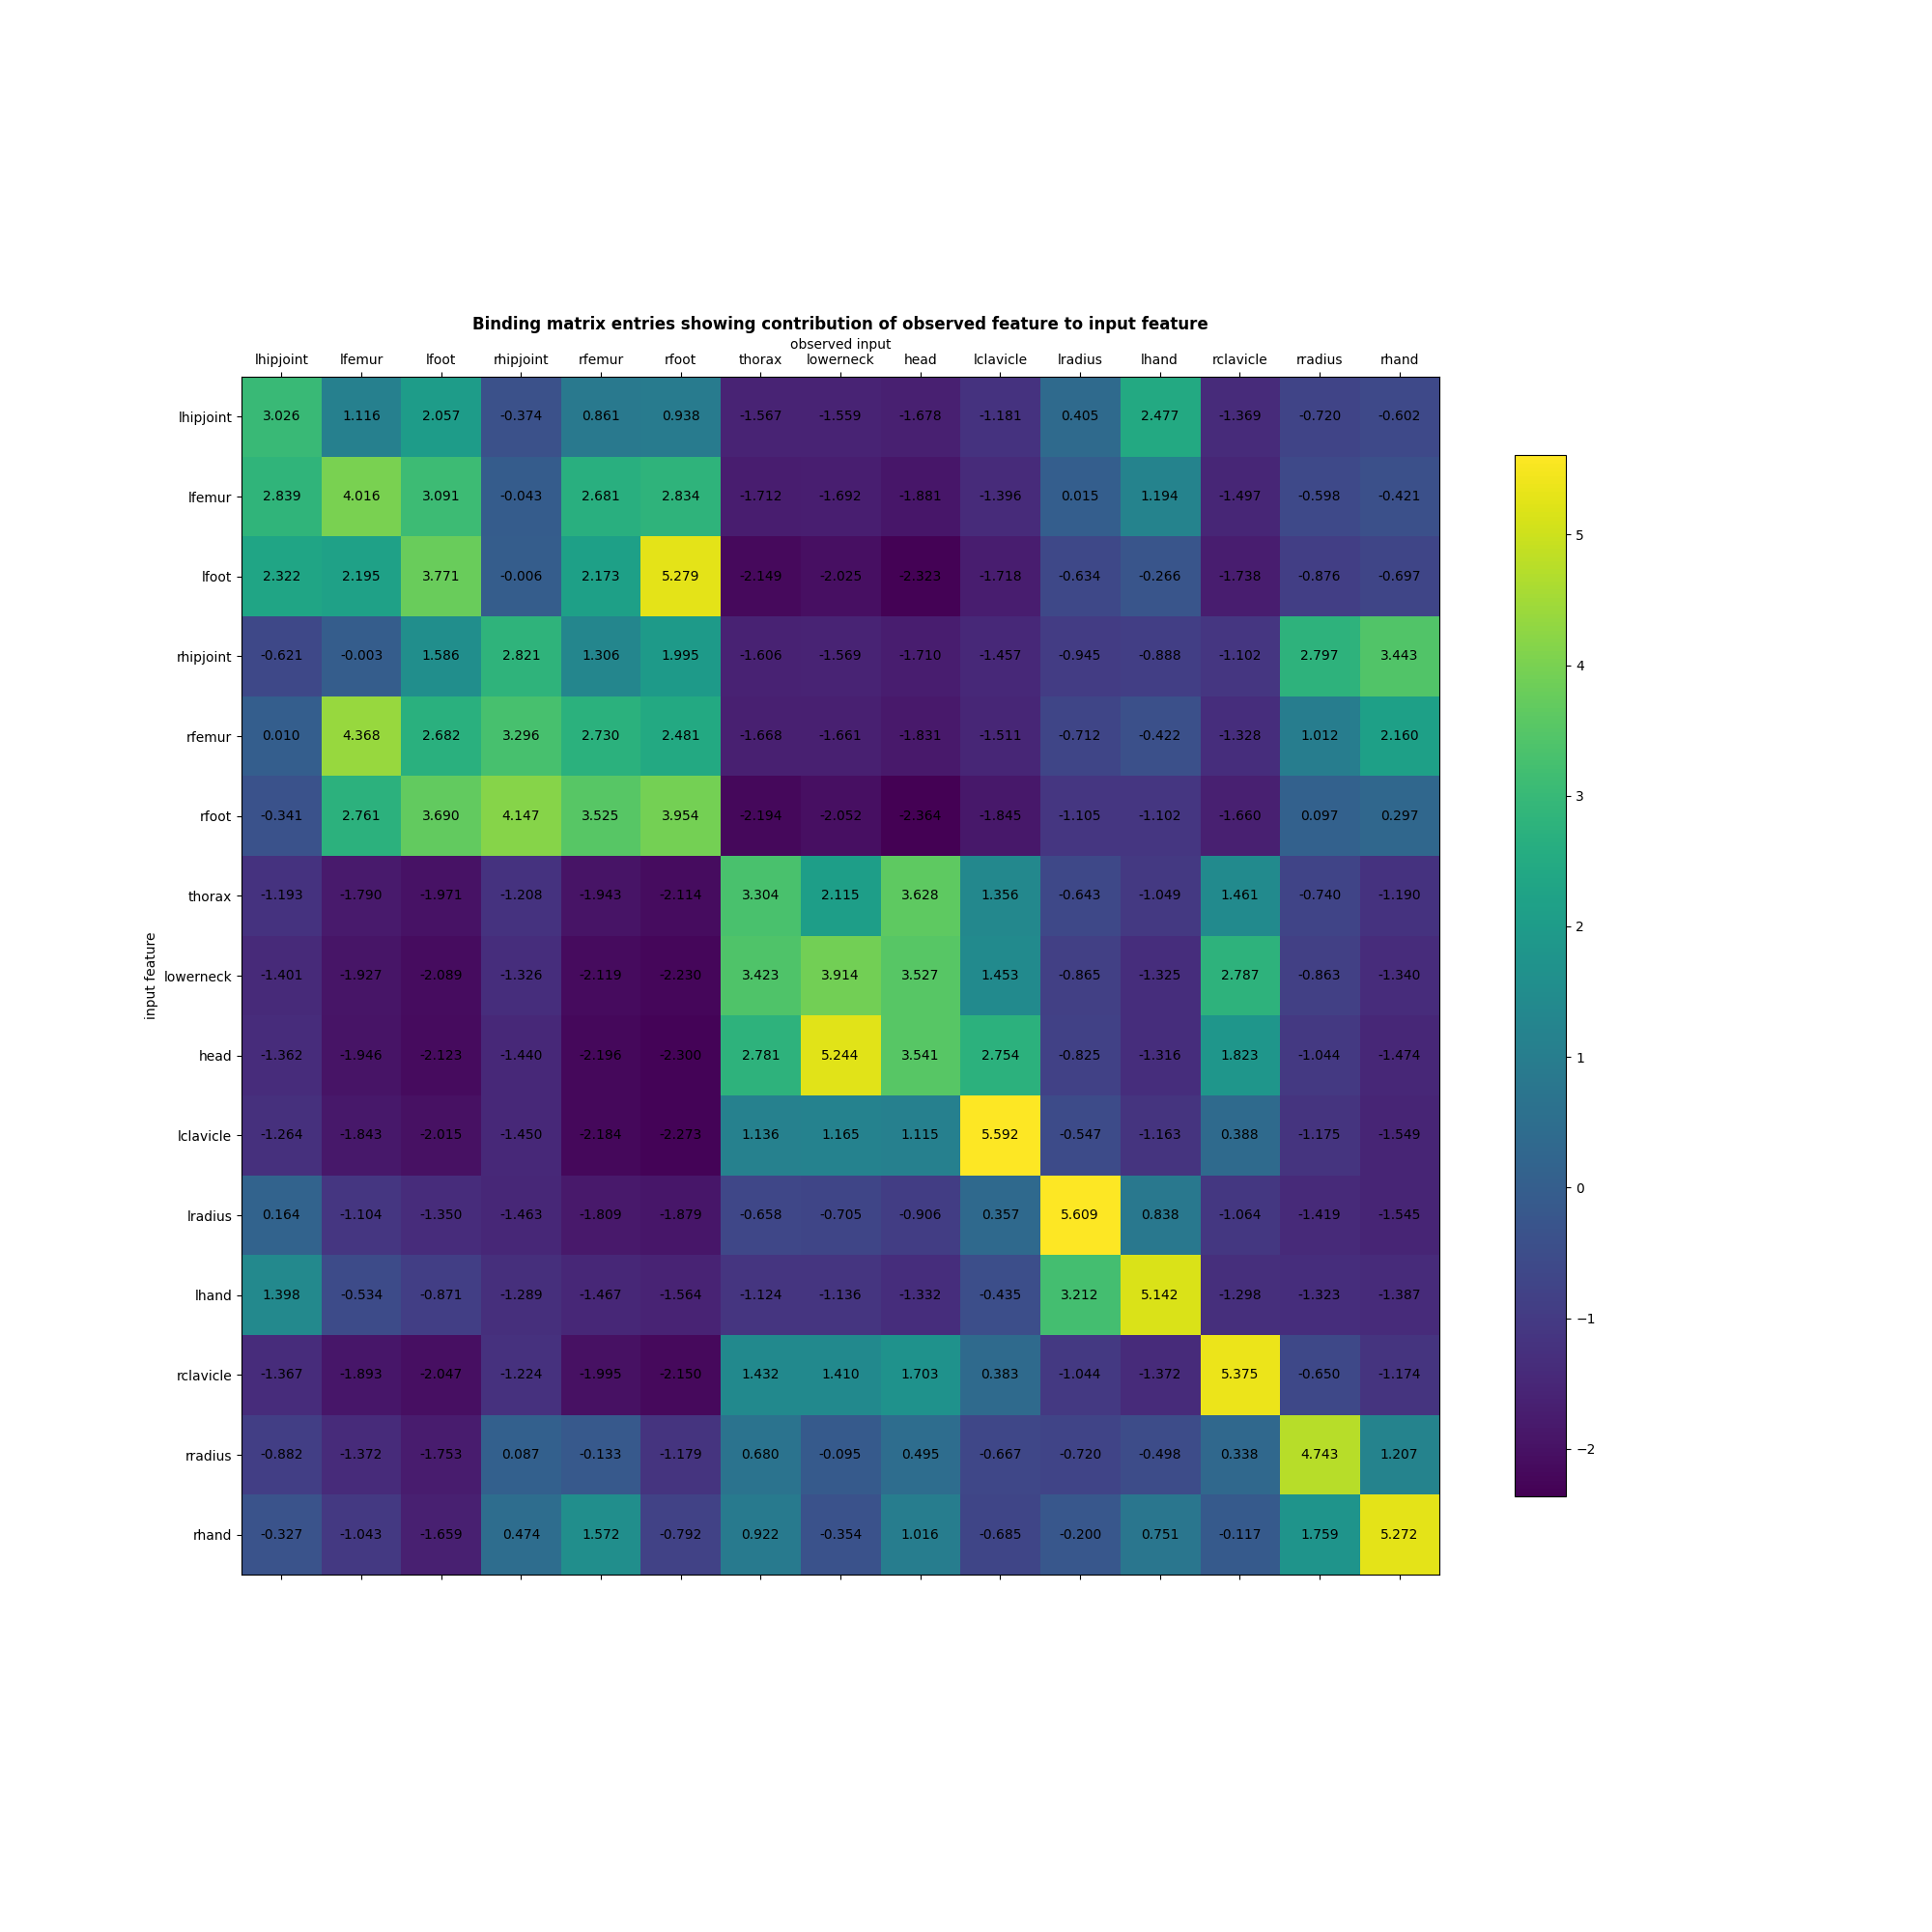 Binding matrix entries showing contribution of observed feature to input feature
observed input
lhipjoint lfemur lfoot rhipjoint rfemur rfoot thorax lowerneck head lclavicle lradius lhand rclavicle rradius rhand
lhipjoint 3.026 1.116 2.057 -0.374 0.861 0.938 -1.567 -1.559 -1.678 -1.181 0.405 2.477 -1.369 -0.720 -0.602
lfemur 2.839 4.016 3.091 -0.043 2.681 2.834 -1.712 -1.692 -1.881 -1.396 0.015 1.194 -1.497 -0.598 -0.421
lfoot 2.322 2.195 3.771 -0.006 2.173 5.279 -2.149 -2.025 -2.323 -1.718 -0.634 -0.266 -1.738 -0.876 -0.697
rhipjoint -0.621 -0.003 1.586 2.821 1.306 1.995 -1.606 -1.569 -1.710 -1.457 -0.945 -0.888 -1.102 2.797 3.443
rfemur 0.010 4.368 2.682 3.296 2.730 2.481 -1.668 -1.661 -1.831 -1.511 -0.712 -0.422 -1.328 1.012 2.160
rfoot -0.341 2.761 3.690 4.147 3.525 3.954 -2.194 -2.052 -2.364 -1.845 -1.105 -1.102 -1.660 0.097 0.297
thorax -1.193 -1.790 -1.971 -1.208 -1.943 -2.114 3.304 2.115 3.628 1.356 -0.643 -1.049 1.461 -0.740 -1.190
lowerneck -1.401 -1.927 -2.089 -1.326 -2.119 -2.230 3.423 3.914 3.527 1.453 -0.865 -1.325 2.787 -0.863 -1.340
head -1.362 -1.946 -2.123 -1.440 -2.196 -2.300 2.781 5.244 3.541 2.754 -0.825 -1.316 1.823 -1.044 -1.474
lclavicle -1.264 -1.843 -2.015 -1.450 -2.184 -2.273 1.136 1.165 1.115 5.592 -0.547 -1.163 0.388 -1.175 -1.549
lradius 0.164 -1.104 -1.350 -1.463 -1.809 -1.879 -0.658 -0.705 -0.906 0.357 5.609 0.838 -1.064 -1.419 -1.545
lhand 1.398 -0.534 -0.871 -1.289 -1.467 -1.564 -1.124 -1.136 -1.332 -0.435 3.212 5.142 -1.298 -1.323 -1.387
rclavicle -1.367 -1.893 -2.047 -1.224 -1.995 -2.150 1.432 1.410 1.703 0.383 -1.044 -1.372 5.375 -0.650 -1.174
rradius -0.882 -1.372 -1.753 0.087 -0.133 -1.179 0.680 -0.095 0.495 -0.667 -0.720 -0.498 0.338 4.743 1.207
rhand -0.327 -1.043 -1.659 0.474 1.572 -0.792 0.922 -0.354 1.016 -0.685 -0.200 0.751 -0.117 1.759 5.272
input feature
5
4
3
2
1
0
−1
−2